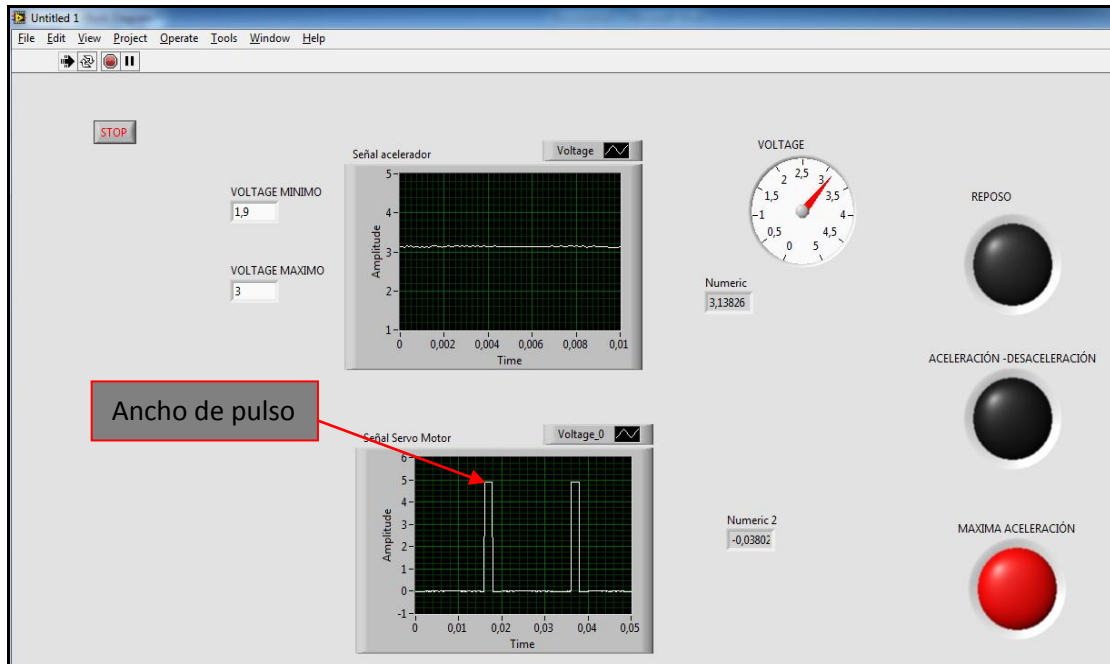 Untitled 1
File Edit View Project Operate Tools Window Help
STOP
VOLTAGE MINIMO
1,9
VOLTAGE MAXIMO
3
Señal acelerador
Voltage
5
4
3
2
1
Amplitude
0 0,002 0,004 0,006 0,008 0,01
Time
VOLTAGE
0 0,5 1 1,5 2 2,5 3 3,5 4 4,5 5
Numeric
3,13826
REPOSO
ACELERACIÓN -DESACELERACIÓN
Ancho de pulso
Señal Servo Motor
Voltage_0
6
5
4
3
2
1
0
-1
Amplitude
0 0,01 0,02 0,03 0,04 0,05
Time
Numeric 2
-0,03802
MAXIMA ACELERACIÓN